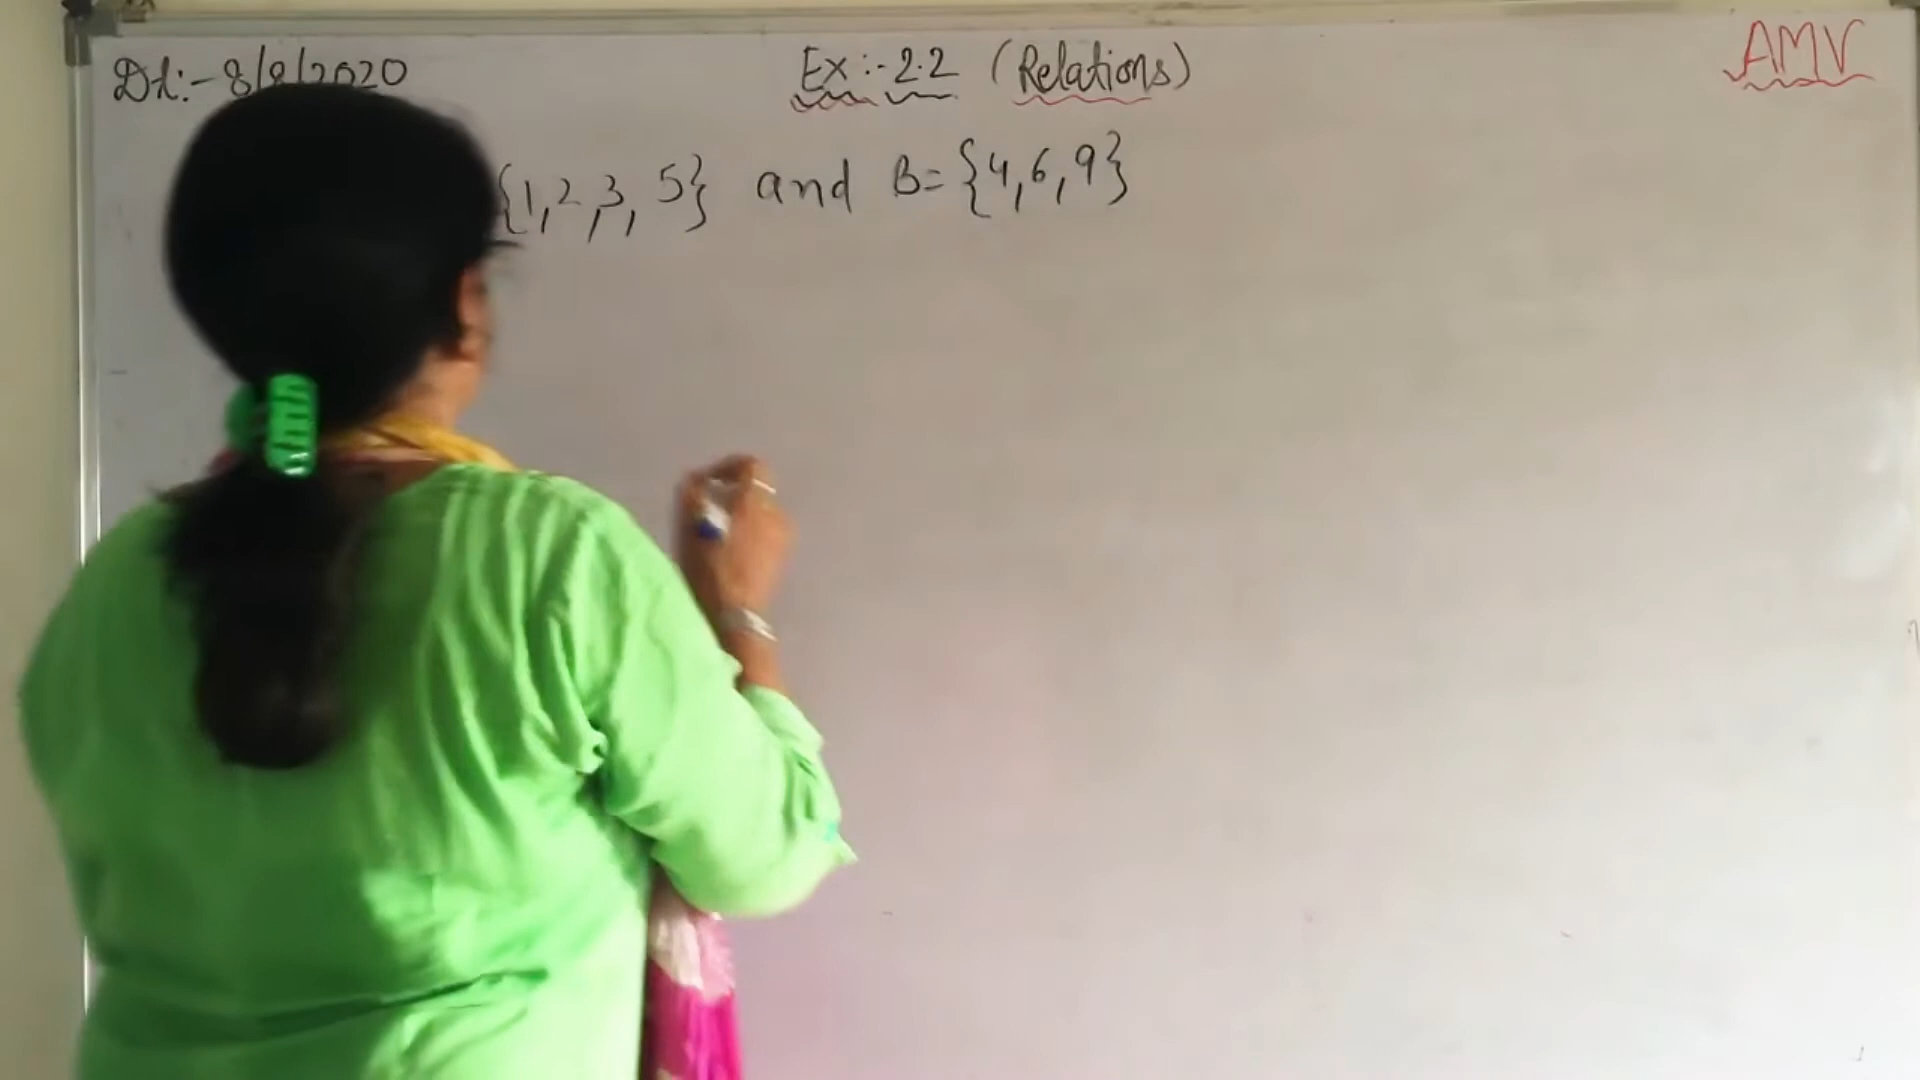 Dt:- 8/8/2020 Ex:- 2.2 (Relations) AMV
{1,2,3, 5} and B={4,6,9}